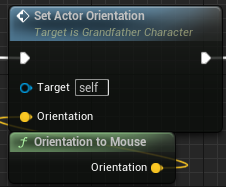 Set Actor Orientation
Target is Grandfather Character
Target self
Orientation
f Orientation to Mouse
Orientation